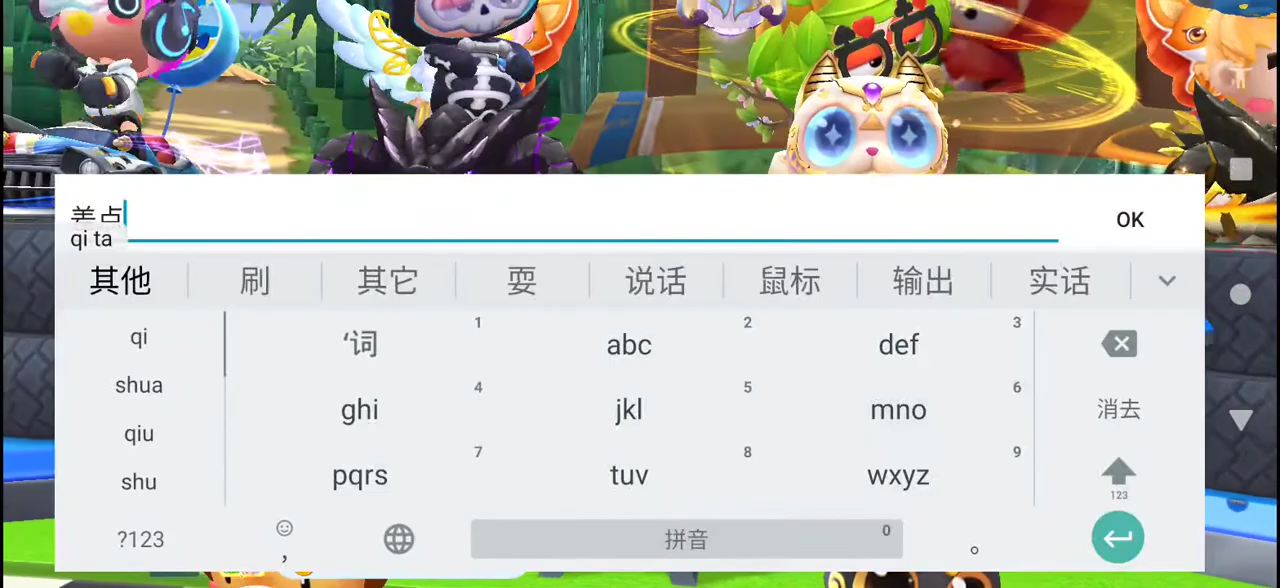 差点
OK
qi ta
其他 刷 其它 耍 说话 鼠标 输出 实话
qi
shua
qiu
shu
‘词 1 abc 2 def 3
ghi 4 jkl 5 mno 6 消去
pqrs 7 tuv 8 wxyz 9 123
?123 , 拼音 0 。